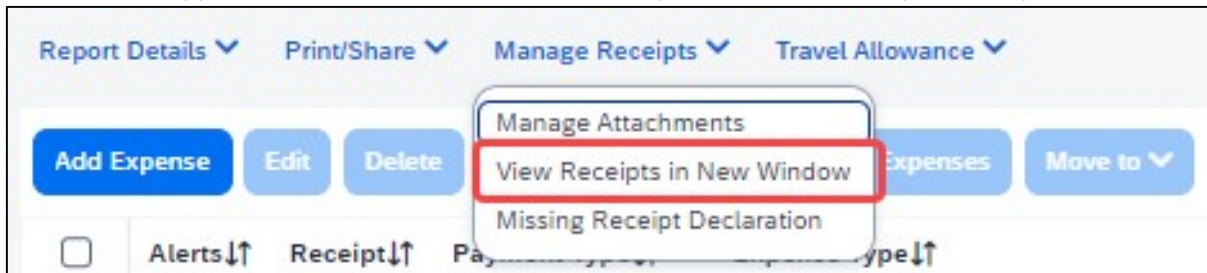 Report Details Print/Share Manage Receipts Travel Allowance
Manage Attachments
Add Expense Edit Delete View Receipts in New Window Expenses Move to
Missing Receipt Declaration
Alerts↓↑ Receipt↓↑